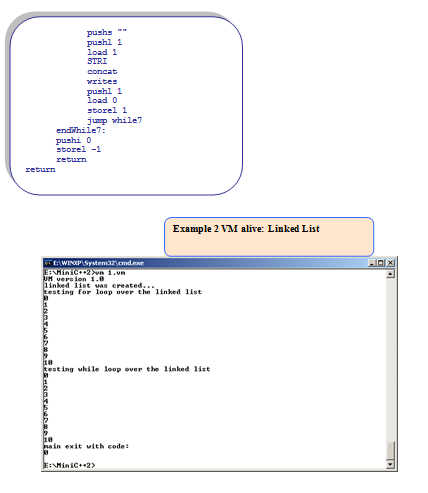 pushs ""
pushl 1
load 1
STRI
concat
writes
pushl 1
load 0
storel 1
jump while7
endWhile7:
pushi 0
storel -1
return
return
Example 2 VM alive: Linked List
E:\WINXP\System32\cmd.exe
E:\MiniC++2>vm 1.vm
VM version 1.0
linked list was created...
testing for loop over the linked list
0
1
2
3
4
5
6
7
8
9
10
testing while loop over the linked list
0
1
2
3
4
5
6
7
8
9
10
main exit with code:
0
E:\MiniC++2>